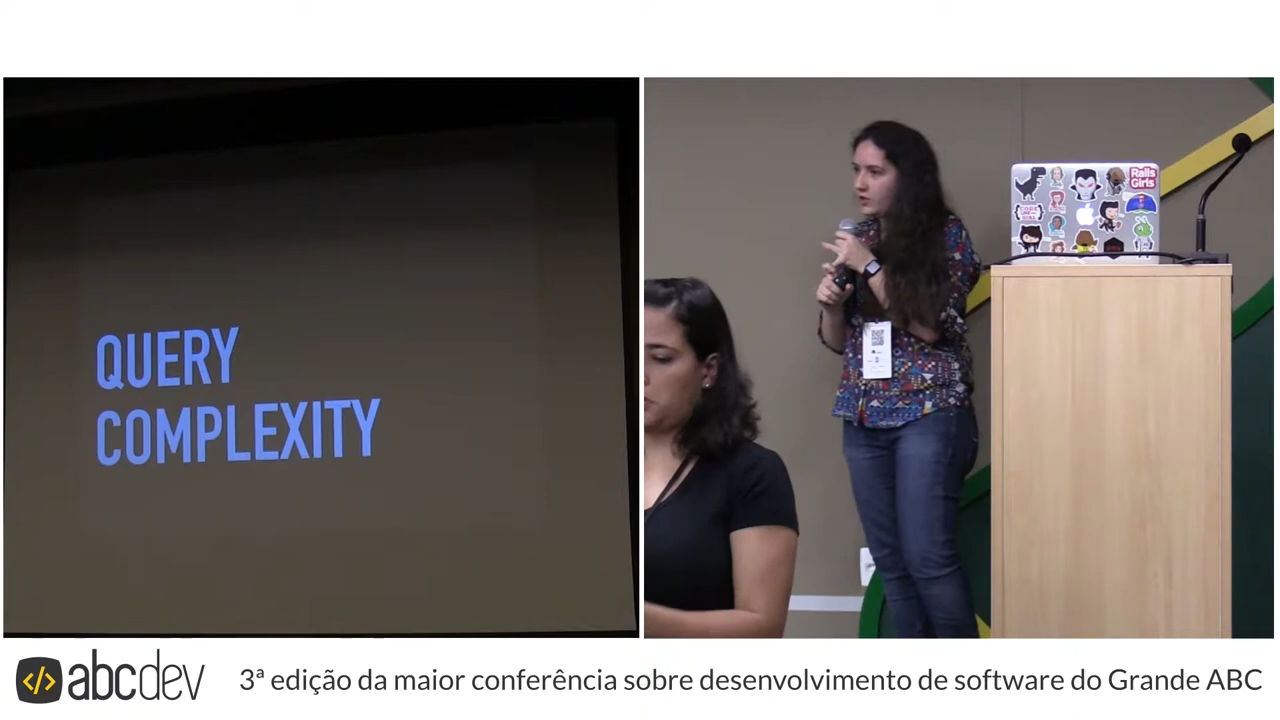 QUERY
COMPLEXITY
Rails
Girls
abcdev
3ª edição da maior conferência sobre desenvolvimento de software do Grande ABC